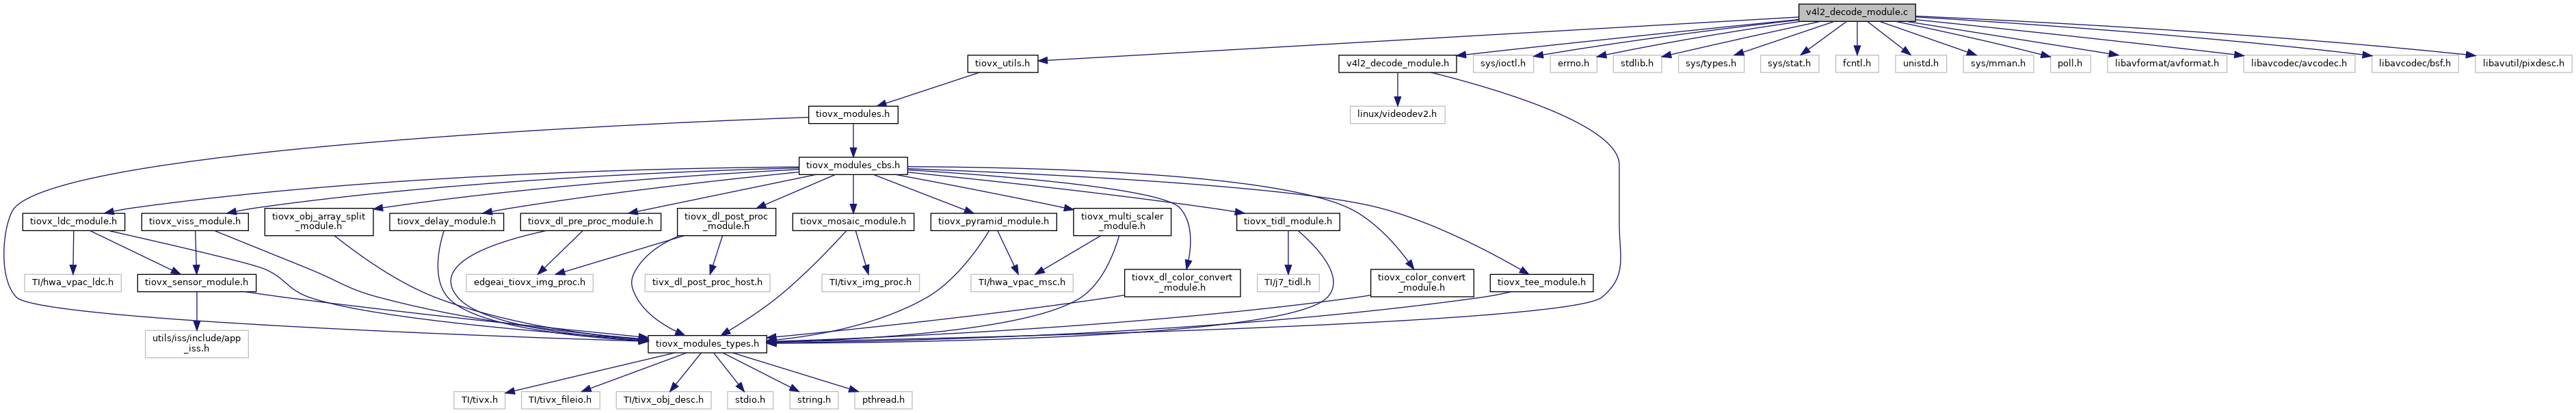 v4l2_decode_module.c
tiovx_utils.h
v4l2_decode_module.h
sys/ioctl.h
errno.h
stdlib.h
sys/types.h
sys/stat.h
fcntl.h
unistd.h
sys/mman.h
poll.h
libavformat/avformat.h
libavcodec/avcodec.h
libavcodec/bsf.h
libavutil/pixdesc.h
tiovx_modules.h
linux/videodev2.h
tiovx_modules_cbs.h
tiovx_ldc_module.h
tiovx_viss_module.h
tiovx_obj_array_split
_module.h
tiovx_delay_module.h
tiovx_dl_pre_proc_module.h
tiovx_dl_post_proc
_module.h
tiovx_mosaic_module.h
tiovx_pyramid_module.h
tiovx_multi_scaler
_module.h
tiovx_tidl_module.h
TI/hwa_vpac_ldc.h
tiovx_sensor_module.h
edgeai_tiovx_img_proc.h
tivx_dl_post_proc_host.h
TI/tivx_img_proc.h
TI/hwa_vpac_msc.h
tiovx_dl_color_convert
_module.h
TI/j7_tidl.h
tiovx_color_convert
_module.h
tiovx_tee_module.h
utils/iss/include/app
_iss.h
tiovx_modules_types.h
TI/tivx.h
TI/tivx_fileio.h
TI/tivx_obj_desc.h
stdio.h
string.h
pthread.h